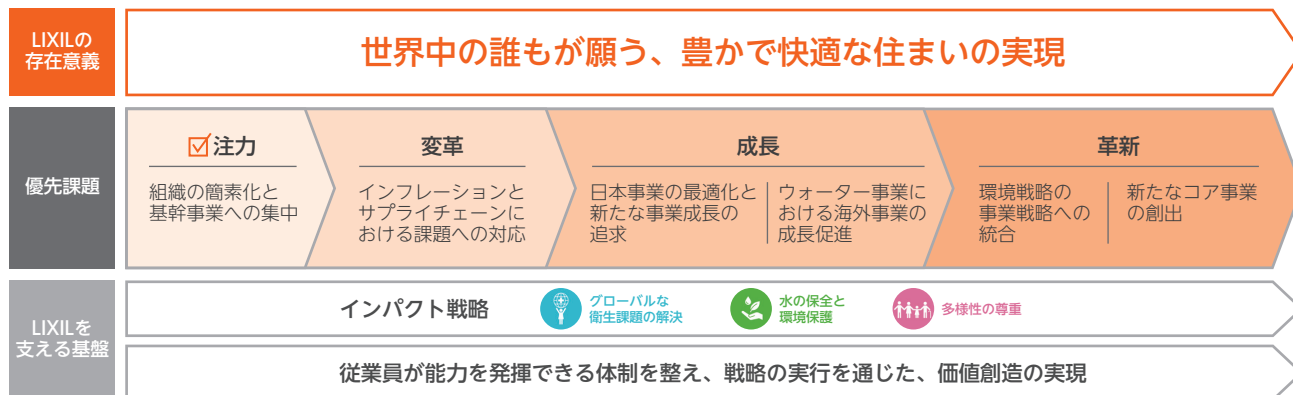 LIXILの
存在意義
世界中の誰もが願う、豊かで快適な住まいの実現
優先課題
注力
組織の簡素化と
基幹事業への集中
変革
インフレーションと
サプライチェーンに
おける課題への対応
成長
日本事業の最適化と
新たな事業成長の
追求
ウォーター事業に
おける海外事業の
成長促進
革新
環境戦略の
事業戦略への
統合
新たなコア事業
の創出
LIXILを
支える基盤
インパクト戦略
グローバルな
衛生課題の解決
水の保全と
環境保護
多様性の尊重
従業員が能力を発揮できる体制を整え、戦略の実行を通じた、価値創造の実現